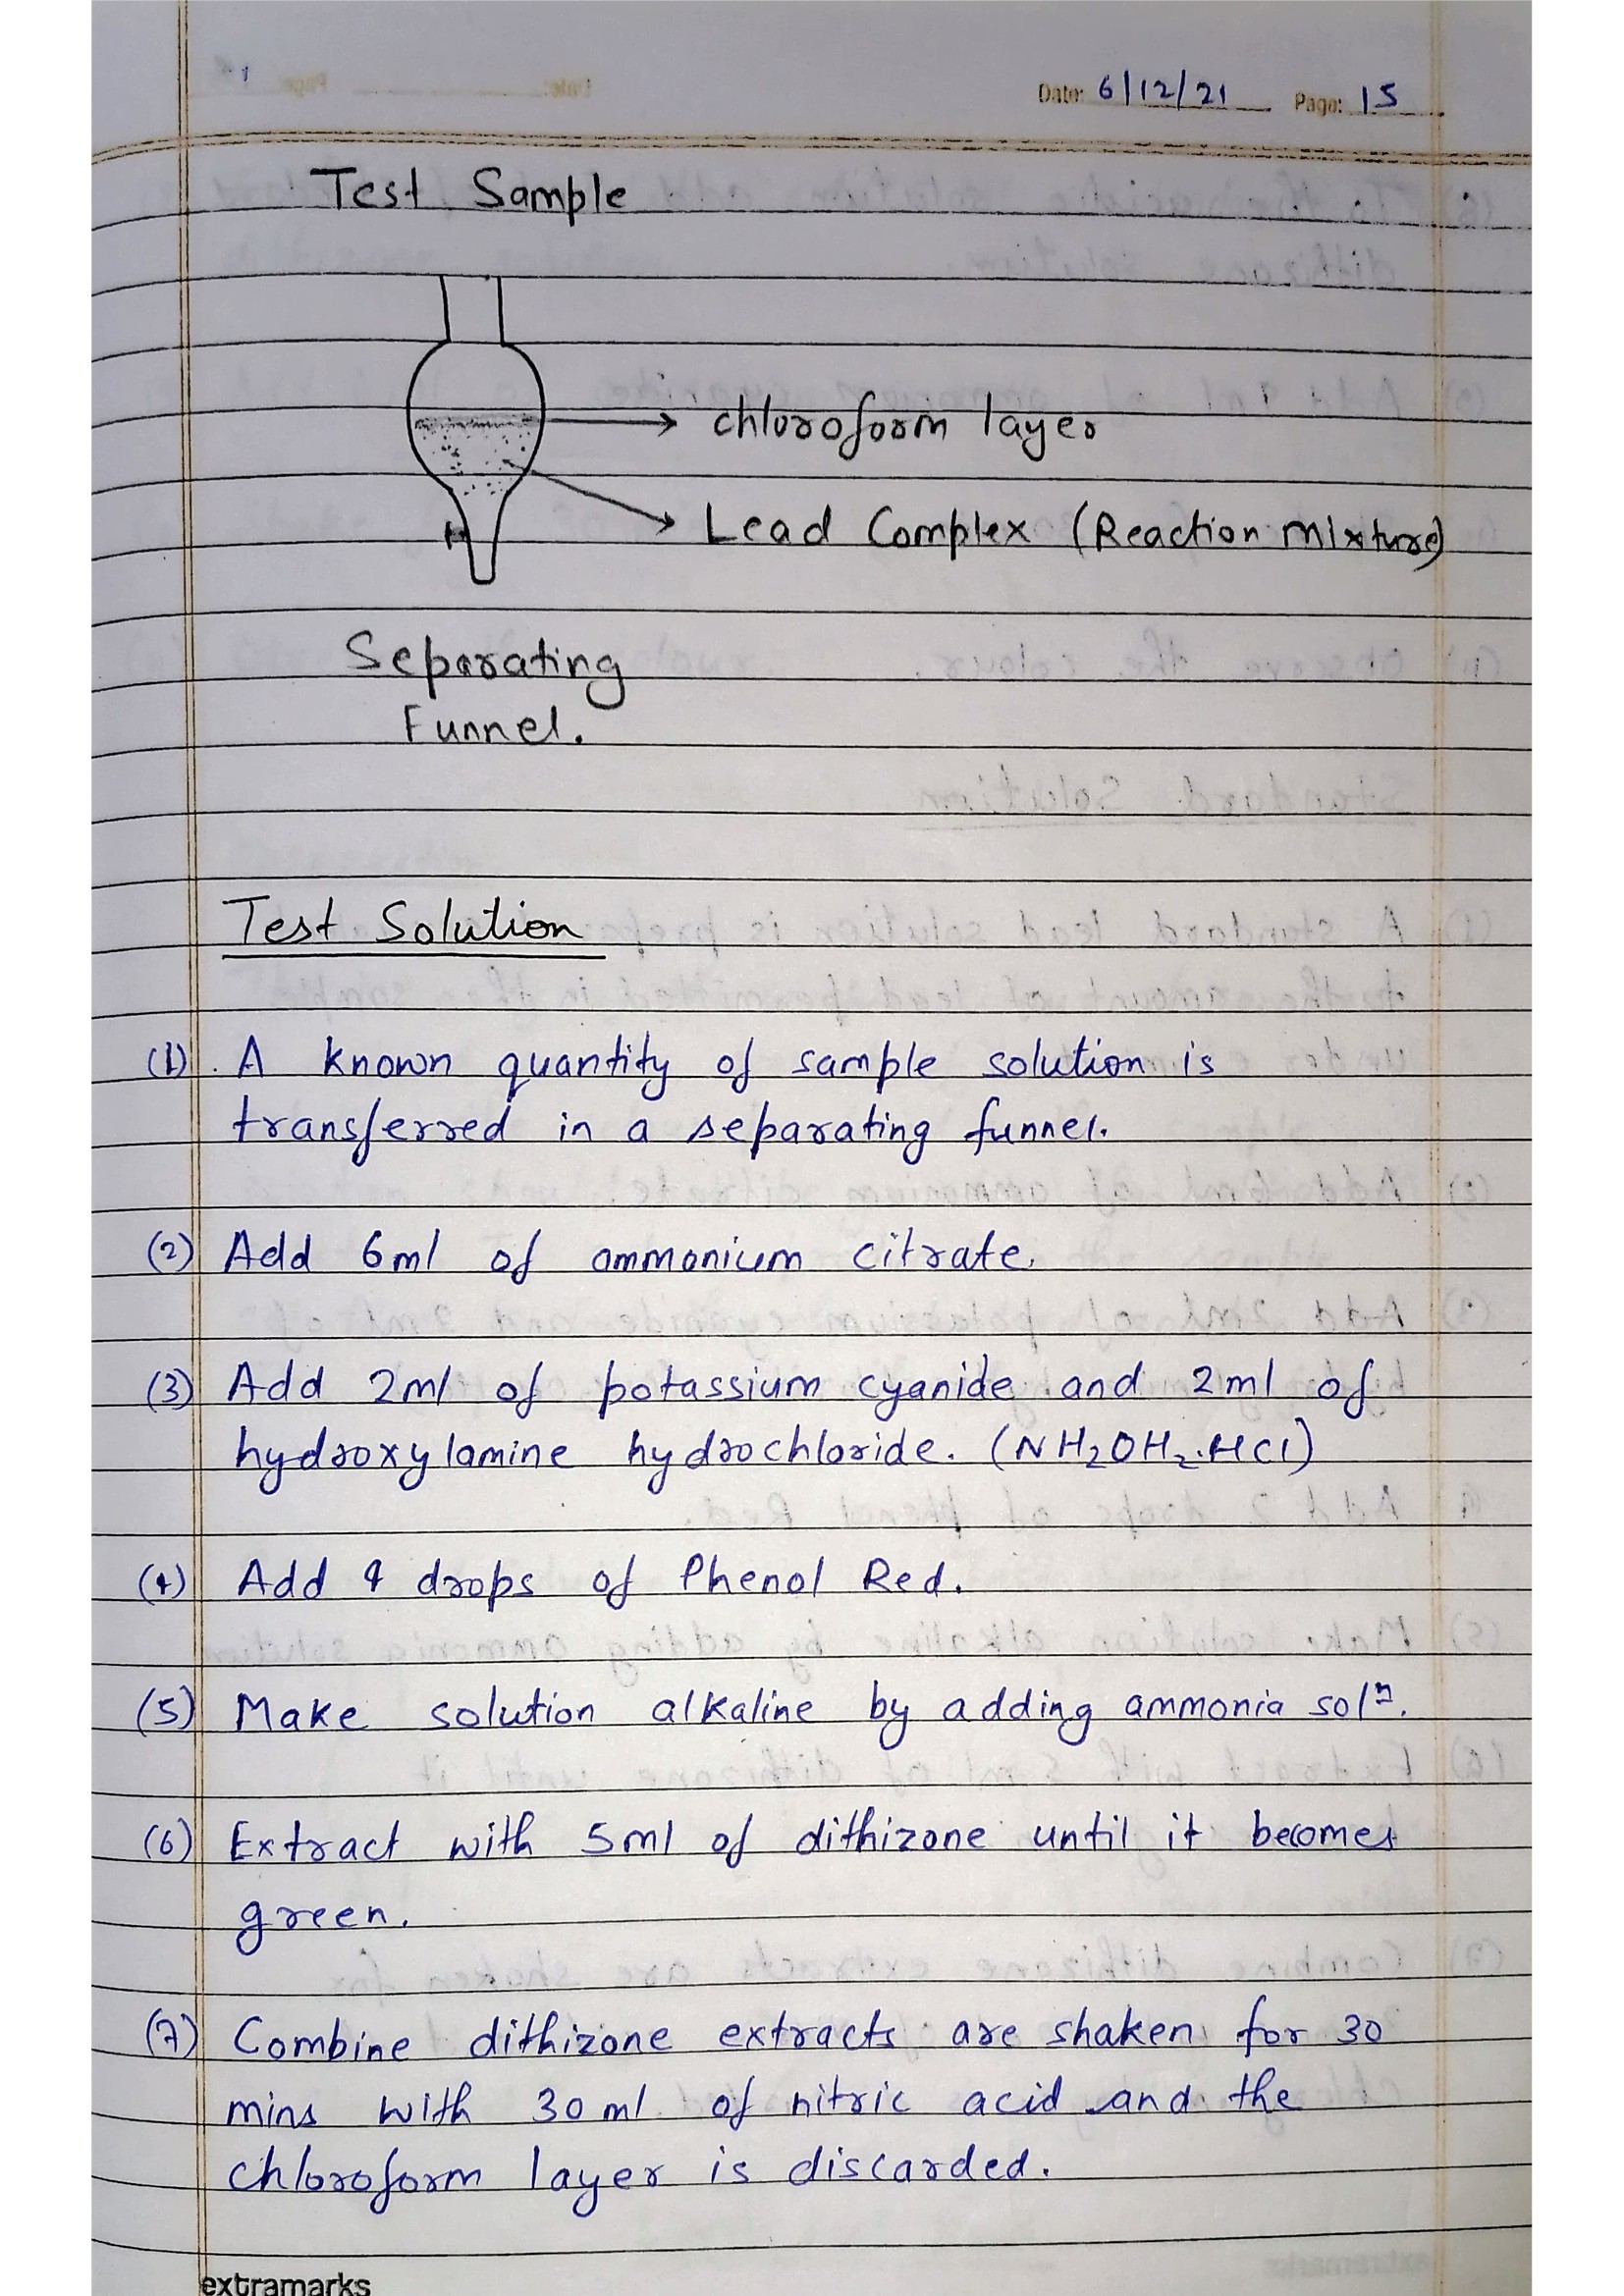 Date: 6/12/21 Page: 15
Test Sample
chloroform layer
Lead Complex (Reaction Mixture)
Separating
Funnel.
Test Solution
(1) A known quantity of sample solution is
transferred in a separating funnel.
(2) Add 6ml of ammonium citrate.
(3) Add 2ml of potassium cyanide and 2ml of
hydroxylamine hydrochloride. (NH₂OH₂.HCl)
(4) Add 4 drops of Phenol Red.
(5) Make solution alkaline by adding ammonia solⁿ.
(6) Extract with 5ml of dithizone until it becomes
green.
(7) Combine dithizone extracts are shaken for 30
mins with 30 ml of nitric acid and the
chloroform layer is discarded.
extramarks